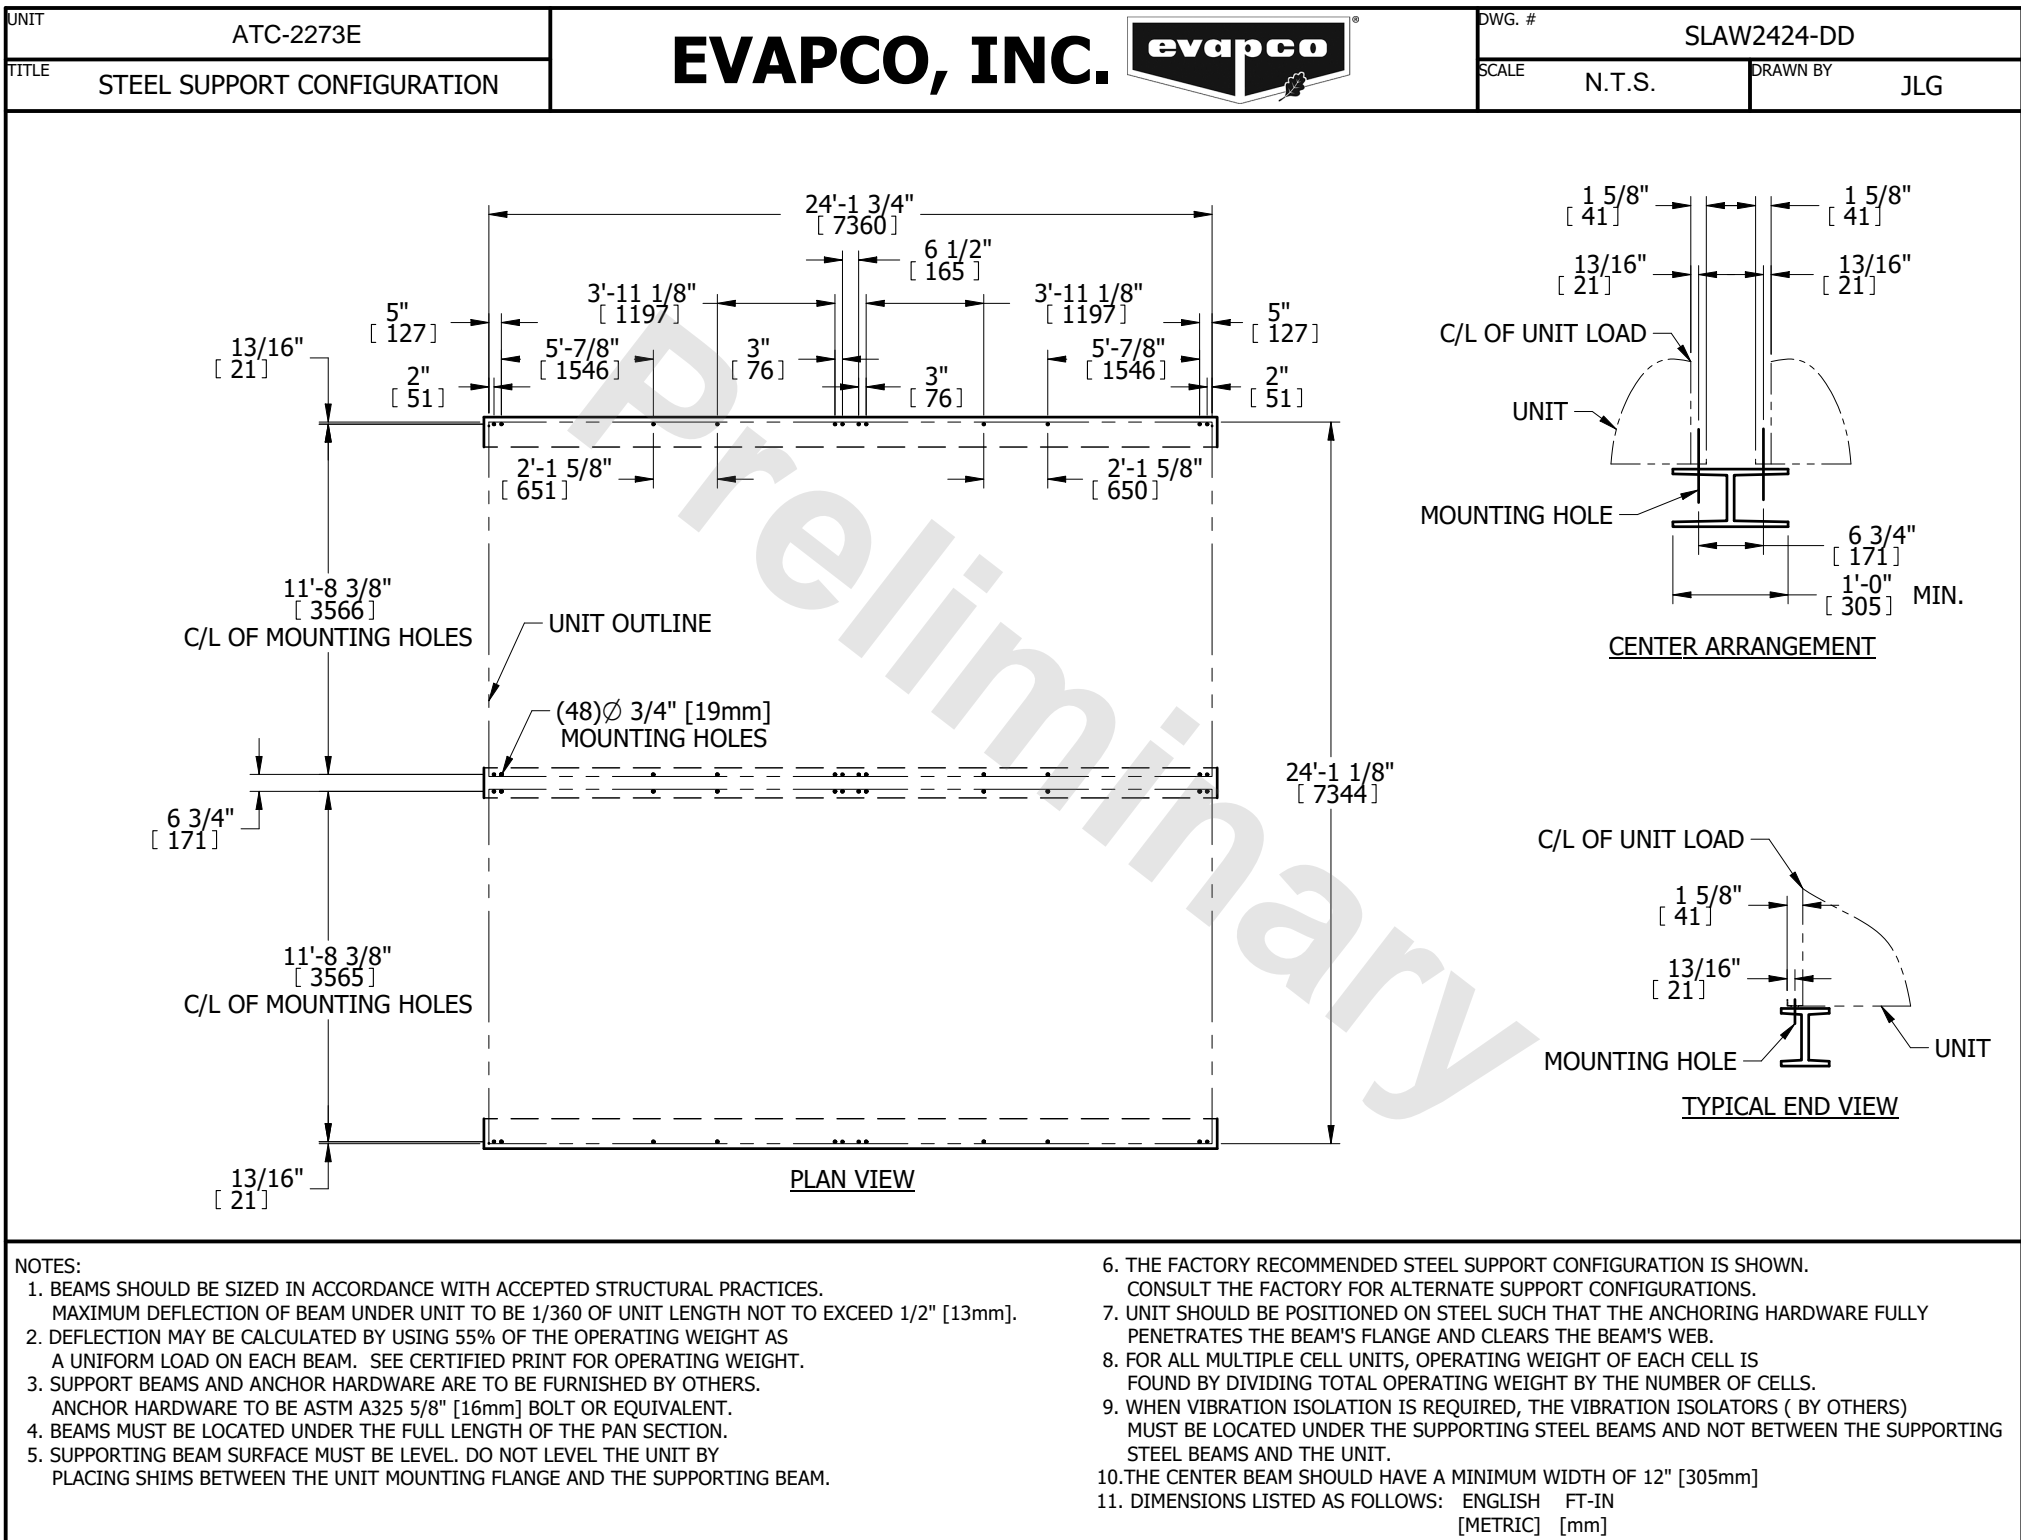 UNIT
ATC-2273E
TITLE
STEEL SUPPORT CONFIGURATION
EVAPCO, INC.
evapco
®
DWG. #
SLAW2424-DD
SCALE
N.T.S.
DRAWN BY
JLG
24'-1 3/4"
[ 7360 ]
6 1/2"
[ 165 ]
3'-11 1/8"
[ 1197 ]
3'-11 1/8"
[ 1197 ]
5"
[ 127 ]
5"
[ 127 ]
13/16"
[ 21 ]
5'-7/8"
[ 1546 ]
3"
[ 76 ]
5'-7/8"
[ 1546 ]
2"
[ 51 ]
3"
[ 76 ]
2"
[ 51 ]
2'-1 5/8"
[ 651 ]
2'-1 5/8"
[ 650 ]
11'-8 3/8"
[ 3566 ]
C/L OF MOUNTING HOLES
UNIT OUTLINE
(48)Ø 3/4" [19mm]
MOUNTING HOLES
6 3/4"
[ 171 ]
24'-1 1/8"
[ 7344 ]
11'-8 3/8"
[ 3565 ]
C/L OF MOUNTING HOLES
13/16"
[ 21 ]
PLAN VIEW
Preliminary
1 5/8"
[ 41 ]
1 5/8"
[ 41 ]
13/16"
[ 21 ]
13/16"
[ 21 ]
C/L OF UNIT LOAD
UNIT
MOUNTING HOLE
6 3/4"
[ 171 ]
1'-0"
[ 305 ] MIN.
CENTER ARRANGEMENT
C/L OF UNIT LOAD
1 5/8"
[ 41 ]
13/16"
[ 21 ]
MOUNTING HOLE
UNIT
TYPICAL END VIEW
NOTES:
1. BEAMS SHOULD BE SIZED IN ACCORDANCE WITH ACCEPTED STRUCTURAL PRACTICES.
MAXIMUM DEFLECTION OF BEAM UNDER UNIT TO BE 1/360 OF UNIT LENGTH NOT TO EXCEED 1/2" [13mm].
2. DEFLECTION MAY BE CALCULATED BY USING 55% OF THE OPERATING WEIGHT AS
A UNIFORM LOAD ON EACH BEAM. SEE CERTIFIED PRINT FOR OPERATING WEIGHT.
3. SUPPORT BEAMS AND ANCHOR HARDWARE ARE TO BE FURNISHED BY OTHERS.
ANCHOR HARDWARE TO BE ASTM A325 5/8" [16mm] BOLT OR EQUIVALENT.
4. BEAMS MUST BE LOCATED UNDER THE FULL LENGTH OF THE PAN SECTION.
5. SUPPORTING BEAM SURFACE MUST BE LEVEL. DO NOT LEVEL THE UNIT BY
PLACING SHIMS BETWEEN THE UNIT MOUNTING FLANGE AND THE SUPPORTING BEAM.
6. THE FACTORY RECOMMENDED STEEL SUPPORT CONFIGURATION IS SHOWN.
CONSULT THE FACTORY FOR ALTERNATE SUPPORT CONFIGURATIONS.
7. UNIT SHOULD BE POSITIONED ON STEEL SUCH THAT THE ANCHORING HARDWARE FULLY
PENETRATES THE BEAM'S FLANGE AND CLEARS THE BEAM'S WEB.
8. FOR ALL MULTIPLE CELL UNITS, OPERATING WEIGHT OF EACH CELL IS
FOUND BY DIVIDING TOTAL OPERATING WEIGHT BY THE NUMBER OF CELLS.
9. WHEN VIBRATION ISOLATION IS REQUIRED, THE VIBRATION ISOLATORS ( BY OTHERS)
MUST BE LOCATED UNDER THE SUPPORTING STEEL BEAMS AND NOT BETWEEN THE SUPPORTING
STEEL BEAMS AND THE UNIT.
10.THE CENTER BEAM SHOULD HAVE A MINIMUM WIDTH OF 12" [305mm]
11. DIMENSIONS LISTED AS FOLLOWS: ENGLISH FT-IN
[METRIC] [mm]